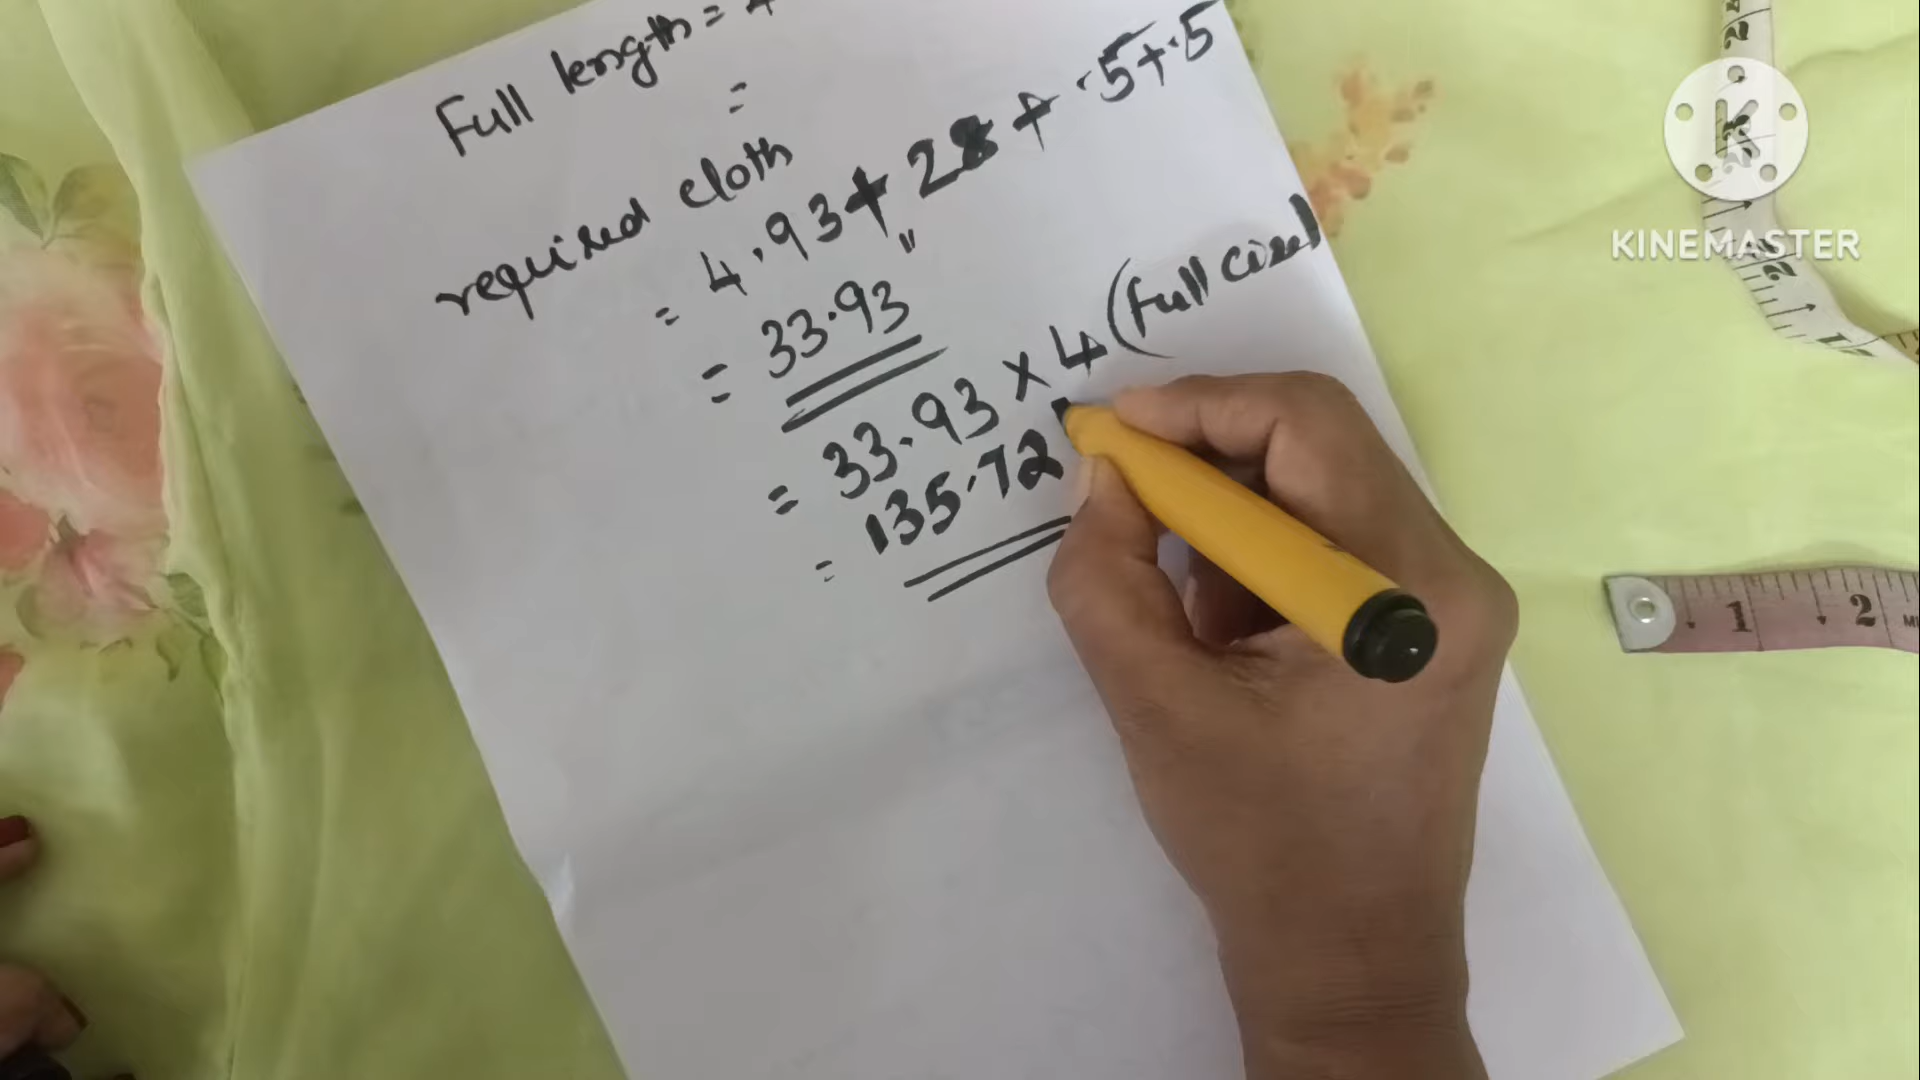 Full length =
=
required cloth
= 4.93 + 28 + .5 + .5
= 33.93"
= 33.93 × 4 (full circl
= 135.72
K
KINEMASTER
1 2